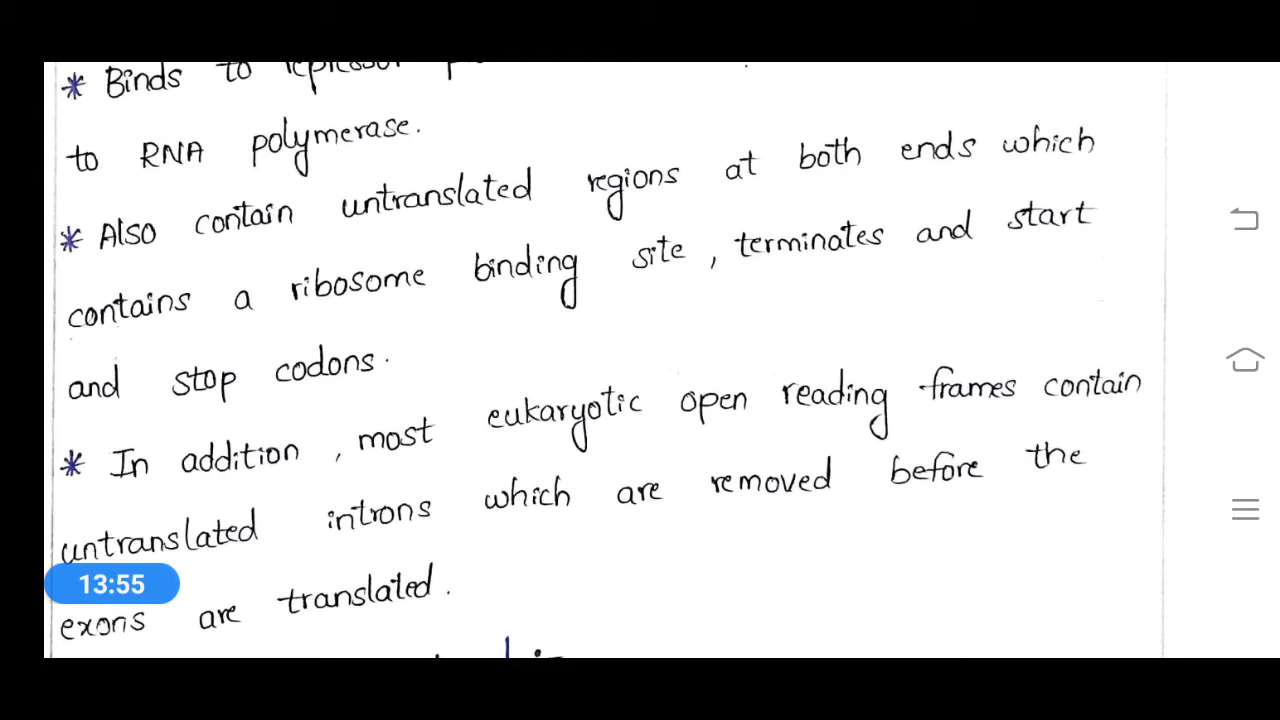 * Binds to
to RNA polymerase.
* Also contain untranslated regions at both ends which
contains a ribosome binding site, terminates and start
and stop codons.
* In addition, most eukaryotic open reading frames contain
untranslated introns which are removed before the
13:55
exons are translated.